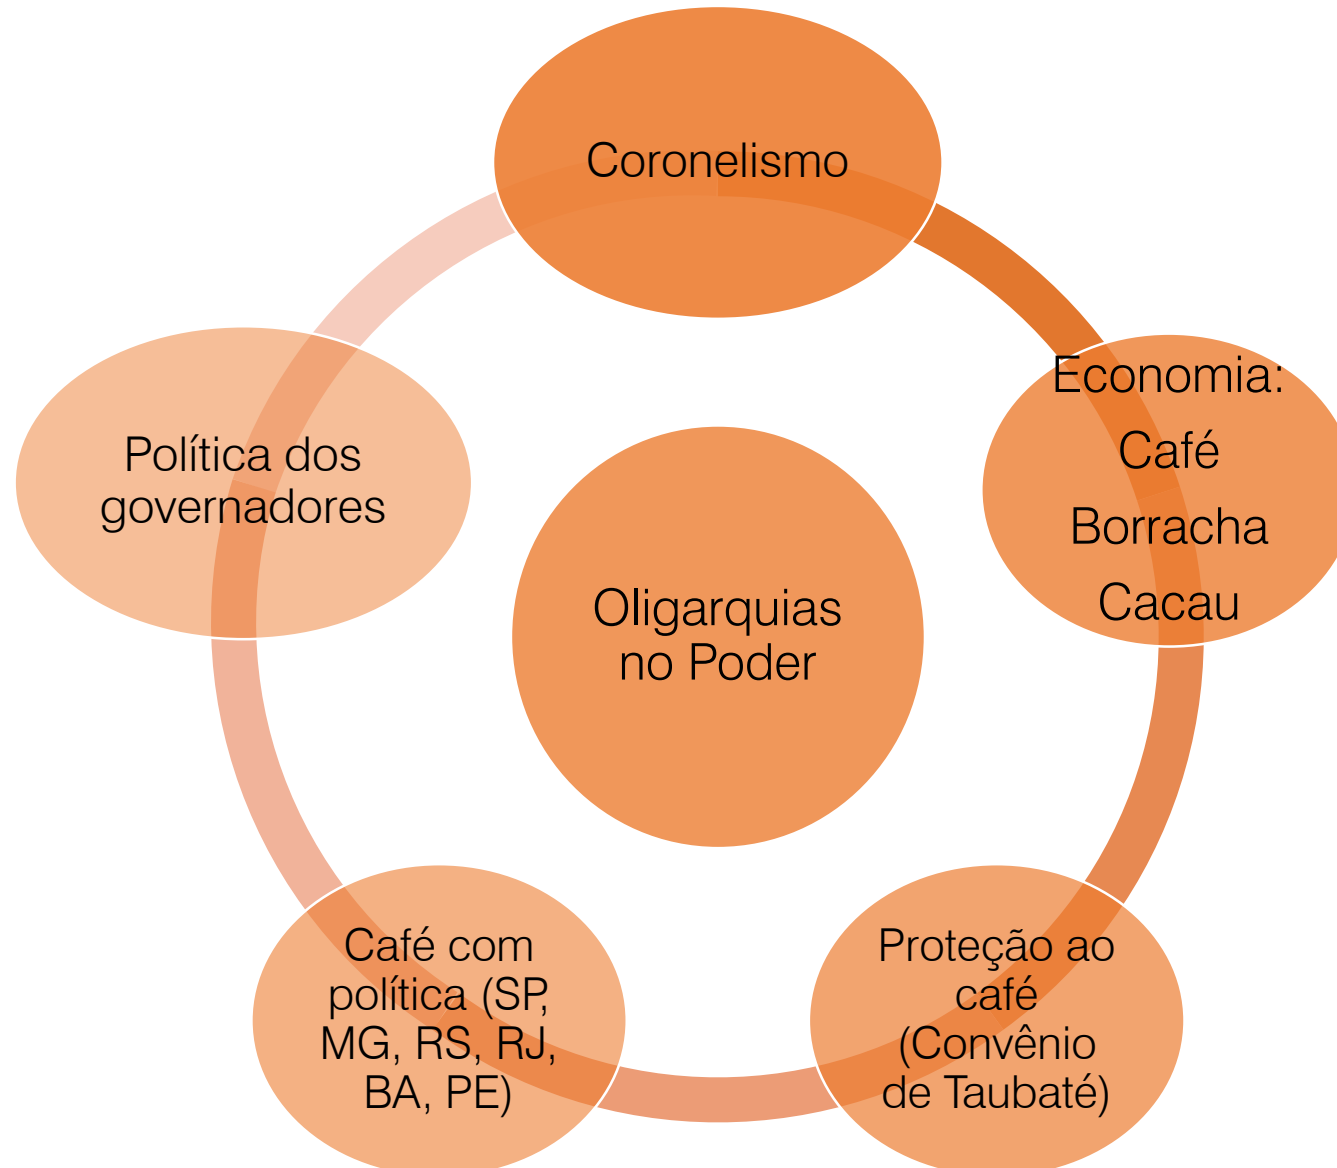 Coronelismo
Economia:
Café
Borracha
Cacau
Proteção ao
café
(Convênio
de Taubaté)
Café com
política (SP,
MG, RS, RJ,
BA, PE)
Política dos
governadores
Oligarquias
no Poder